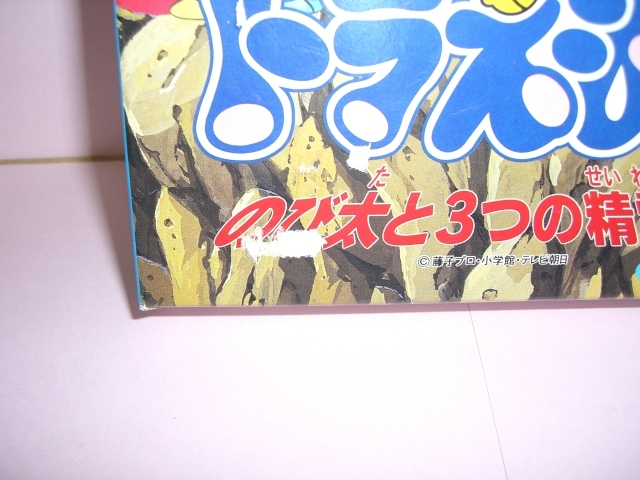 ドラえ
た せい
のび太と3つの精
© 藤子プロ・小学館・テレビ朝日